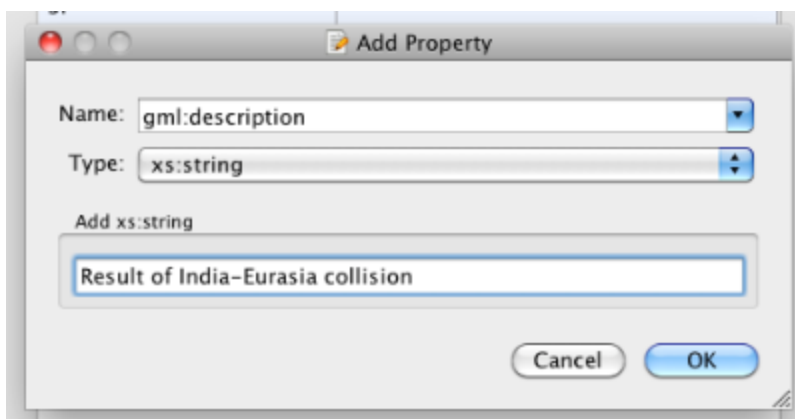 Add Property
Name: gml:description
Type: xs:string
Add xs:string
Result of India-Eurasia collision
Cancel OK